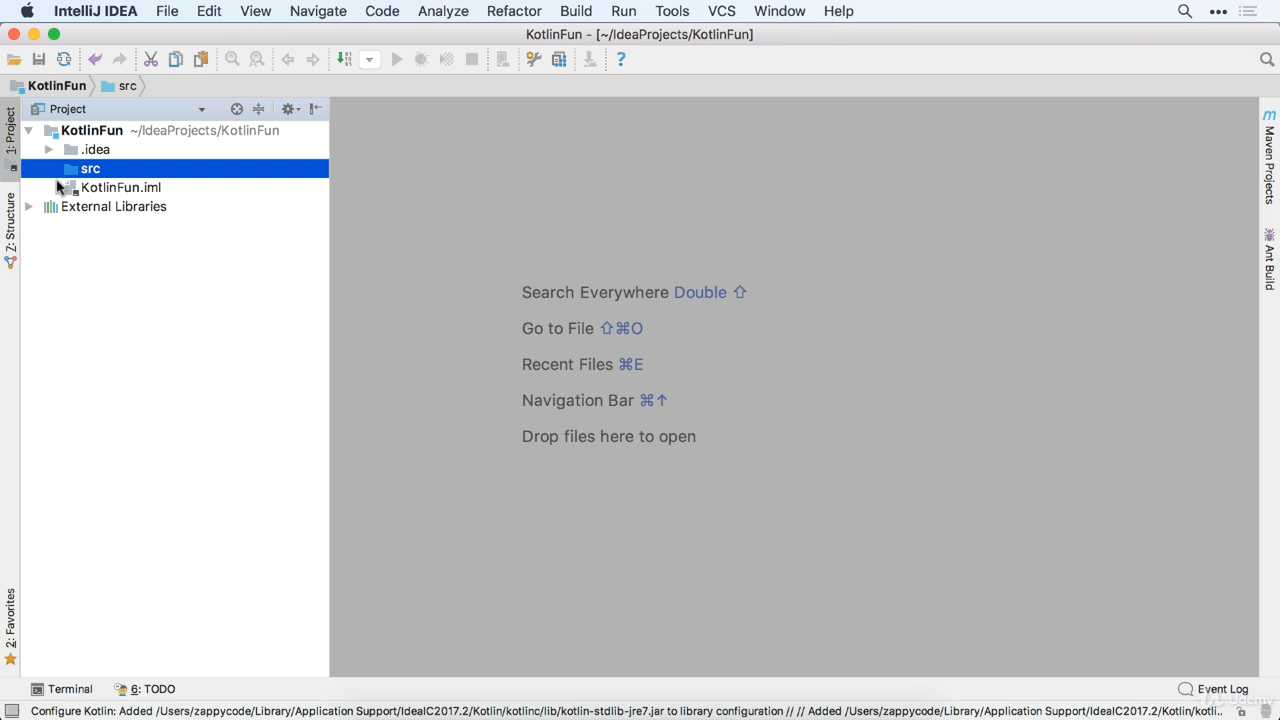 IntelliJ IDEA File Edit View Navigate Code Analyze Refactor Build Run Tools VCS Window Help
KotlinFun - [~/IdeaProjects/KotlinFun]
KotlinFun src
Project
1: Project
KotlinFun ~/IdeaProjects/KotlinFun
.idea
src
KotlinFun.iml
External Libraries
Z: Structure
2: Favorites
Search Everywhere Double ⇧
Go to File ⇧⌘O
Recent Files ⌘E
Navigation Bar ⌘↑
Drop files here to open
Maven Projects
Ant Build
Terminal 6: TODO Event Log
Configure Kotlin: Added /Users/zappycode/Library/Application Support/IdeaIC2017.2/Kotlin/kotlinc/lib/kotlin-stdlib-jre7.jar to library configuration // // Added /Users/zappycode/Library/Application Support/IdeaIC2017.2/Kotlin/kotli...
Udemy